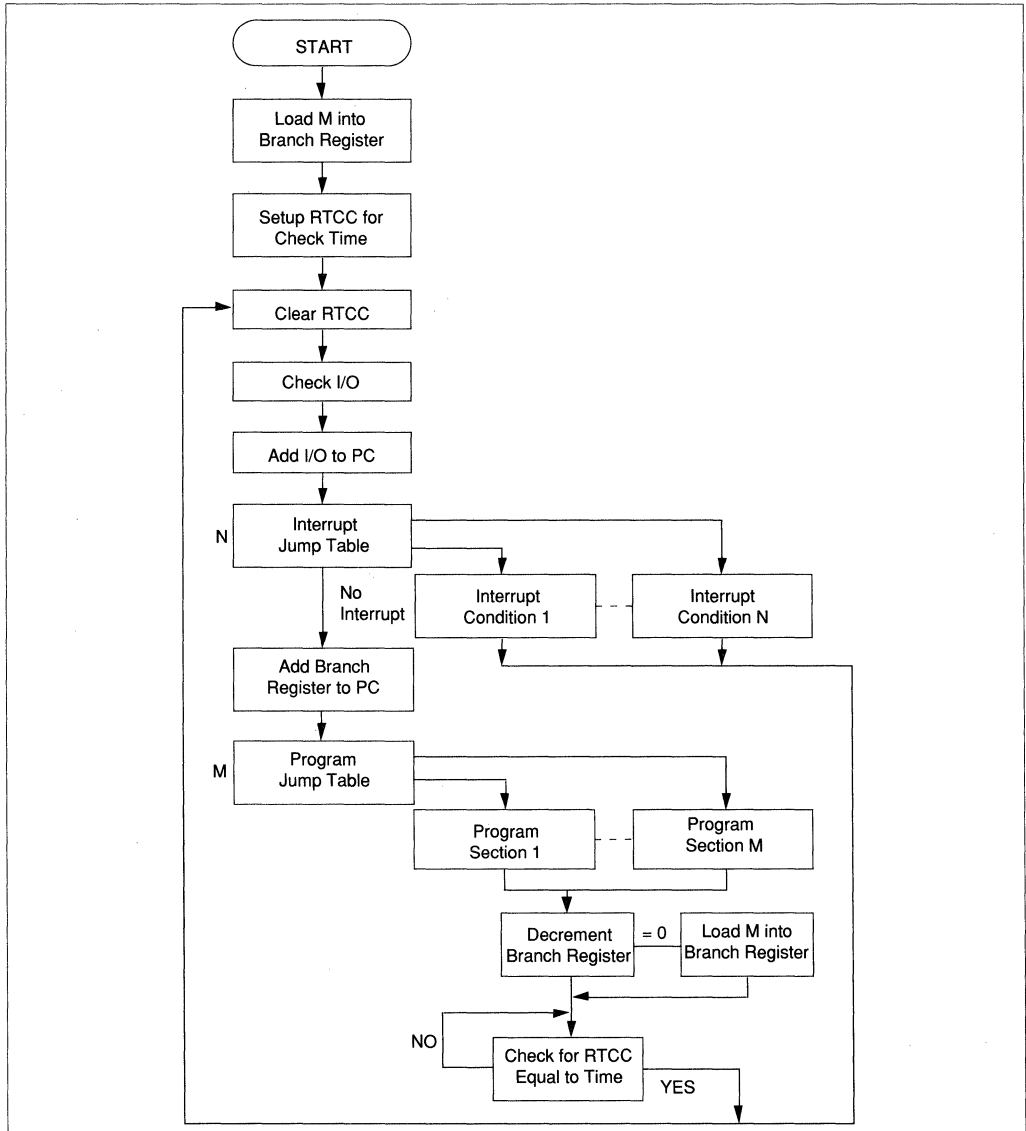 START
Load M into
Branch Register
Setup RTCC for
Check Time
Clear RTCC
Check I/O
Add I/O to PC
N
Interrupt
Jump Table
No
Interrupt
Interrupt
Condition 1
Interrupt
Condition N
Add Branch
Register to PC
M
Program
Jump Table
Program
Section 1
Program
Section M
Decrement
Branch Register
= 0
Load M into
Branch Register
NO
Check for RTCC
Equal to Time
YES